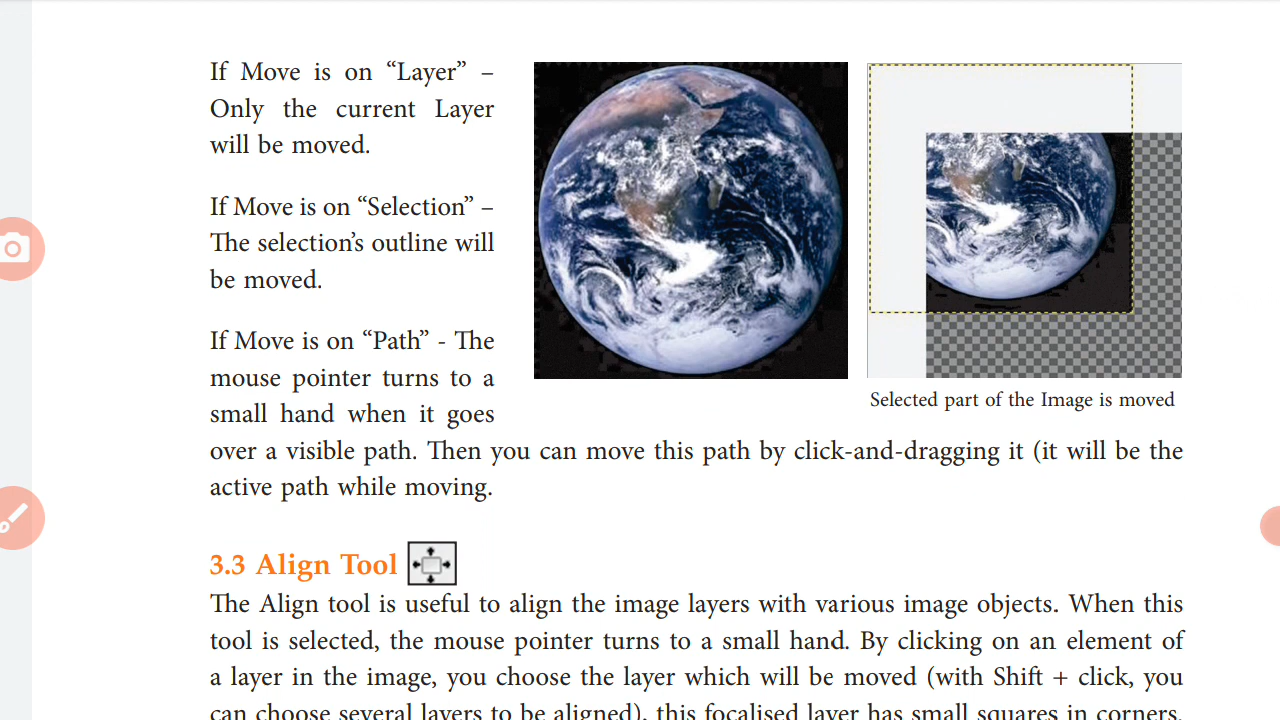 If Move is on “Layer” –
Only the current Layer
will be moved.
If Move is on “Selection” –
The selection’s outline will
be moved.
If Move is on “Path” - The
mouse pointer turns to a
small hand when it goes
over a visible path. Then you can move this path by click-and-dragging it (it will be the
active path while moving.
Selected part of the Image is moved
3.3 Align Tool
The Align tool is useful to align the image layers with various image objects. When this
tool is selected, the mouse pointer turns to a small hand. By clicking on an element of
a layer in the image, you choose the layer which will be moved (with Shift + click, you
can choose several layers to be aligned), this focalised layer has small squares in corners,